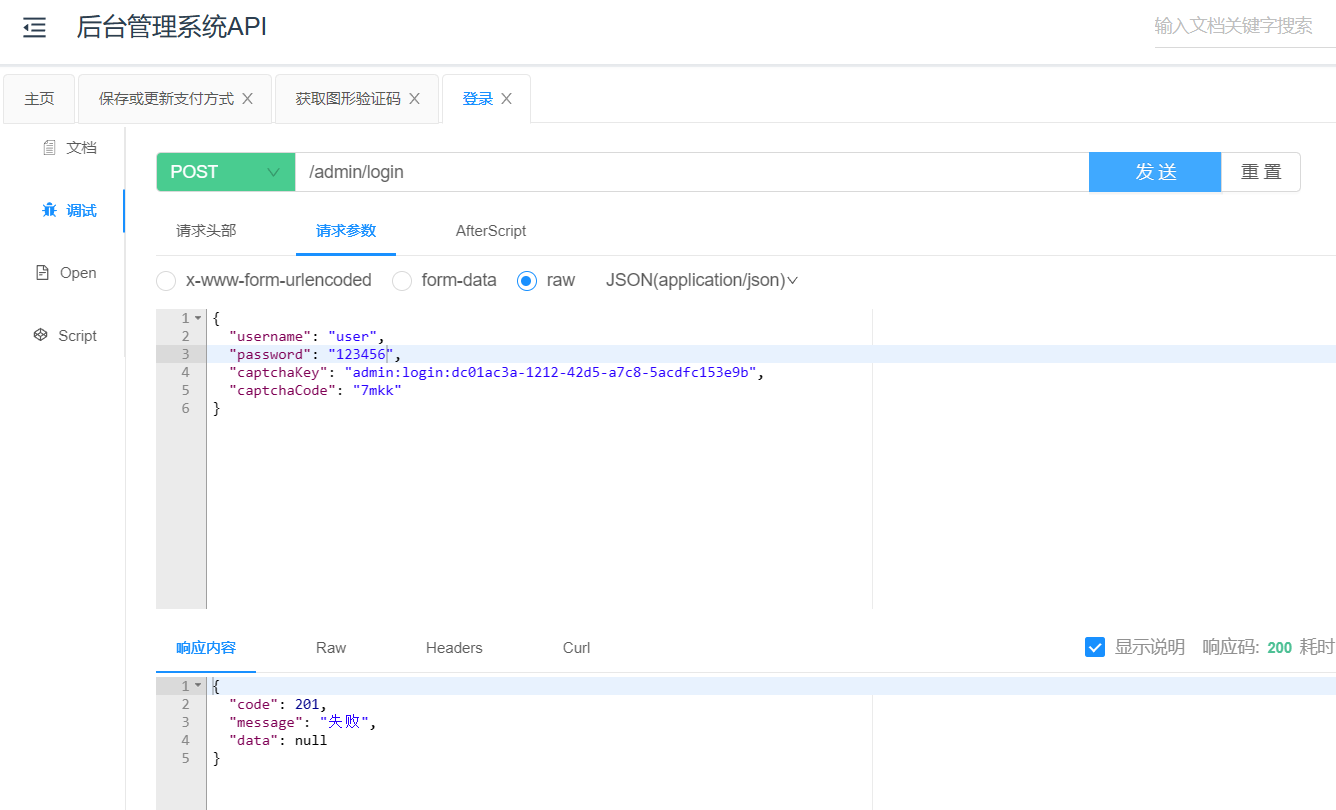 后台管理系统API
输入文档关键字搜索
主页
保存或更新支付方式
获取图形验证码
登录
文档
调试
Open
Script
POST
/admin/login
发 送
重 置
请求头部
请求参数
AfterScript
x-www-form-urlencoded
form-data
raw
JSON(application/json)
1 {
2 "username": "user",
3 "password": "123456",
4 "captchaKey": "admin:login:dc01ac3a-1212-42d5-a7c8-5acdfc153e9b",
5 "captchaCode": "7mkk"
6 }
响应内容
Raw
Headers
Curl
显示说明
响应码: 200 耗时
1 {
2 "code": 201,
3 "message": "失败",
4 "data": null
5 }